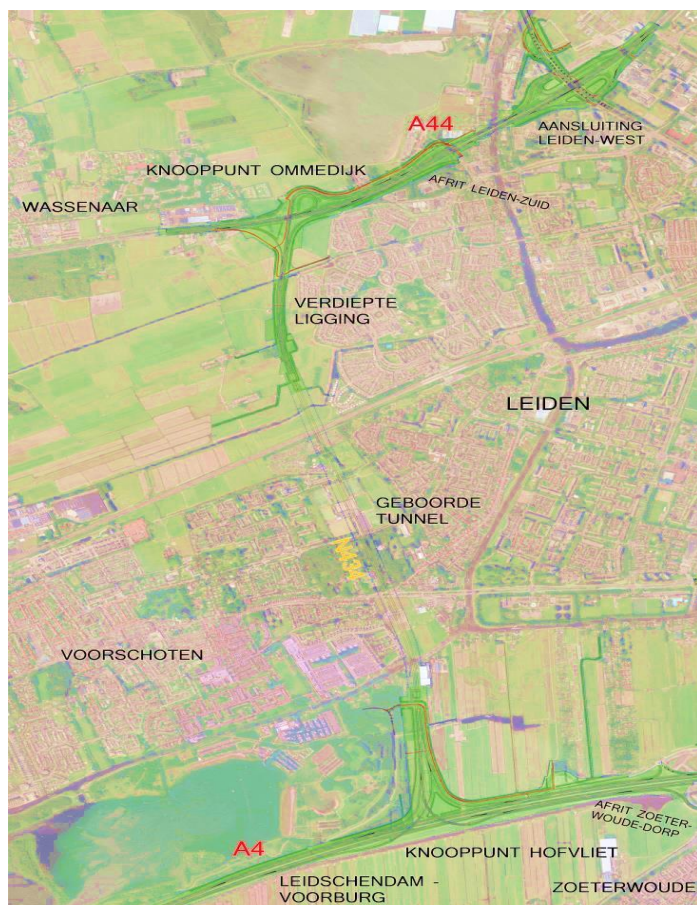 A44
AANSLUITING
LEIDEN-WEST
KNOOPPUNT OMMEDIJK
AFRIT LEIDEN-ZUID
WASSENAAR
VERDIEPTE
LIGGING
LEIDEN
GEBOORDE
TUNNEL
N434
VOORSCHOTEN
AFRIT ZOETER-
WOUDE-DORP
A4
KNOOPPUNT HOFVLIET
LEIDSCHENDAM -
VOORBURG
ZOETERWOUDE